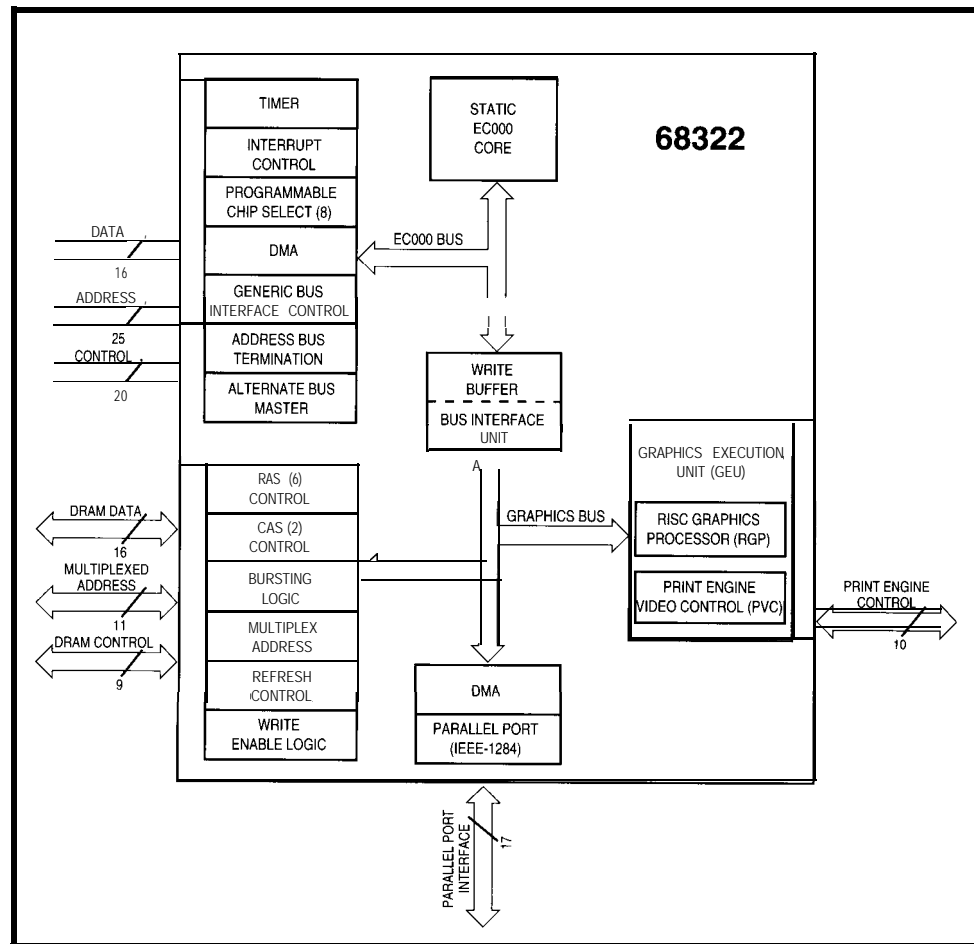 68322
TIMER
INTERRUPT
CONTROL
PROGRAMMABLE
CHIP SELECT (8)
DMA
GENERIC BUS
INTERFACE CONTROL
ADDRESS BUS
TERMINATION
ALTERNATE BUS
MASTER
STATIC
EC000
CORE
EC000 BUS
DATA
16
ADDRESS
25
CONTROL
20
WRITE
BUFFER
BUS INTERFACE
UNIT
A
GRAPHICS EXECUTION
UNIT (GEU)
RISC GRAPHICS
PROCESSOR (RGP)
PRINT ENGINE
VIDEO CONTROL (PVC)
GRAPHICS BUS
PRINT ENGINE
CONTROL
10
RAS (6)
CONTROL
CAS (2)
CONTROL
BURSTING
LOGIC
MULTIPLEX
ADDRESS
REFRESH
CONTROL
WRITE
ENABLE LOGIC
DRAM DATA
16
MULTIPLEXED
ADDRESS
11
DRAM CONTROL
9
DMA
PARALLEL PORT
(IEEE-1284)
PARALLEL PORT
INTERFACE
17